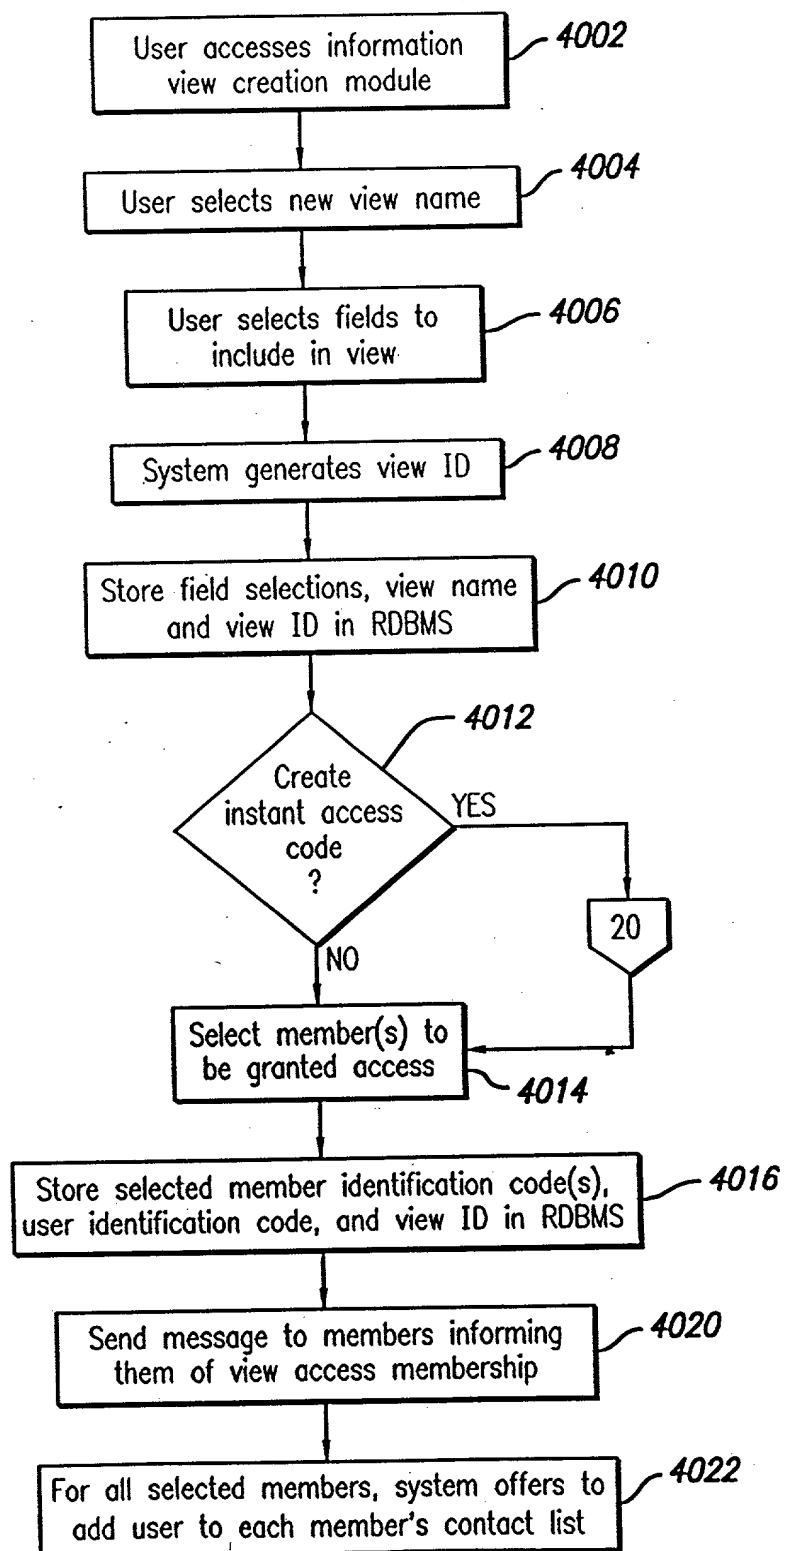 User accesses information
view creation module
4002
User selects new view name
4004
User selects fields to
include in view
4006
System generates view ID
4008
Store field selections, view name
and view ID in RDBMS
4010
4012
Create
instant access
code
?
YES
20
NO
Select member(s) to
be granted access
4014
Store selected member identification code(s),
user identification code, and view ID in RDBMS
4016
Send message to members informing
them of view access membership
4020
For all selected members, system offers to
add user to each member's contact list
4022